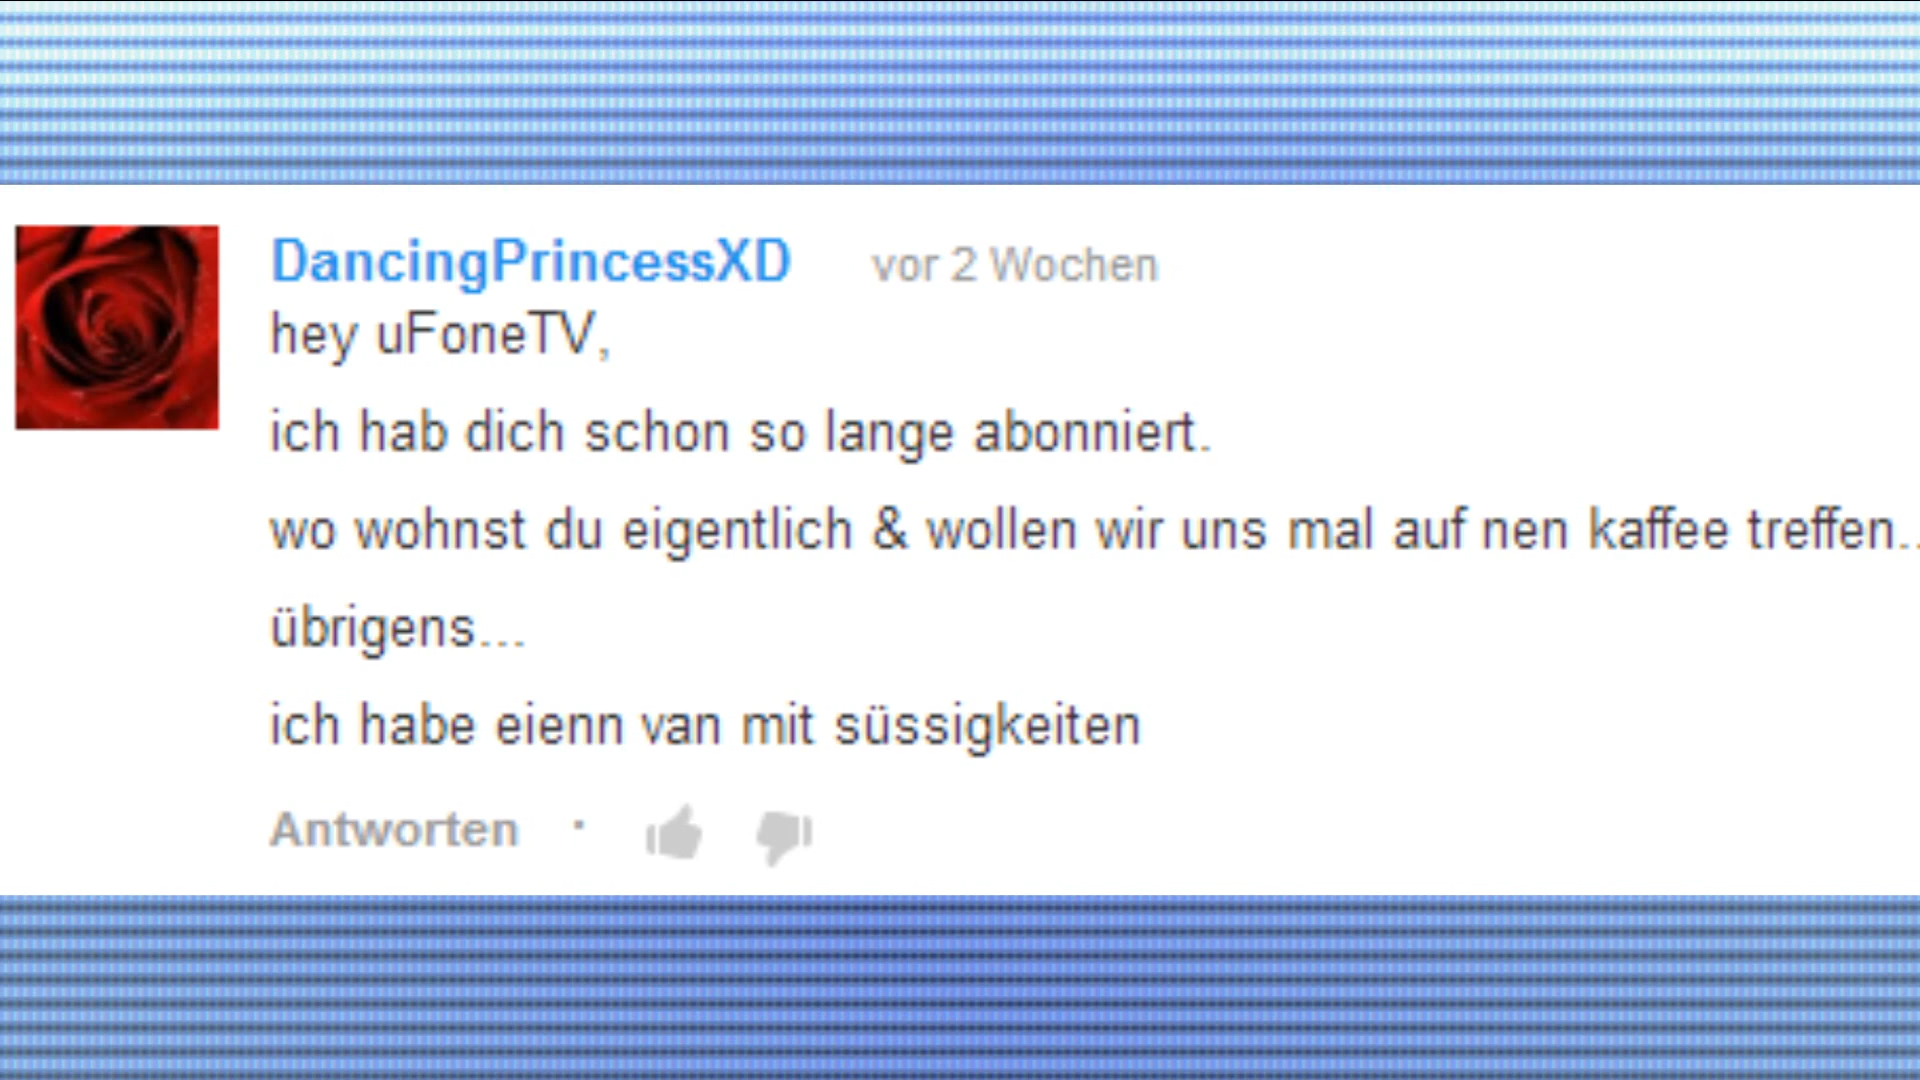 DancingPrincessXD vor 2 Wochen
hey uFoneTV,
ich hab dich schon so lange abonniert.
wo wohnst du eigentlich & wollen wir uns mal auf nen kaffee treffen..
übrigens...
ich habe eienn van mit süssigkeiten
Antworten ·